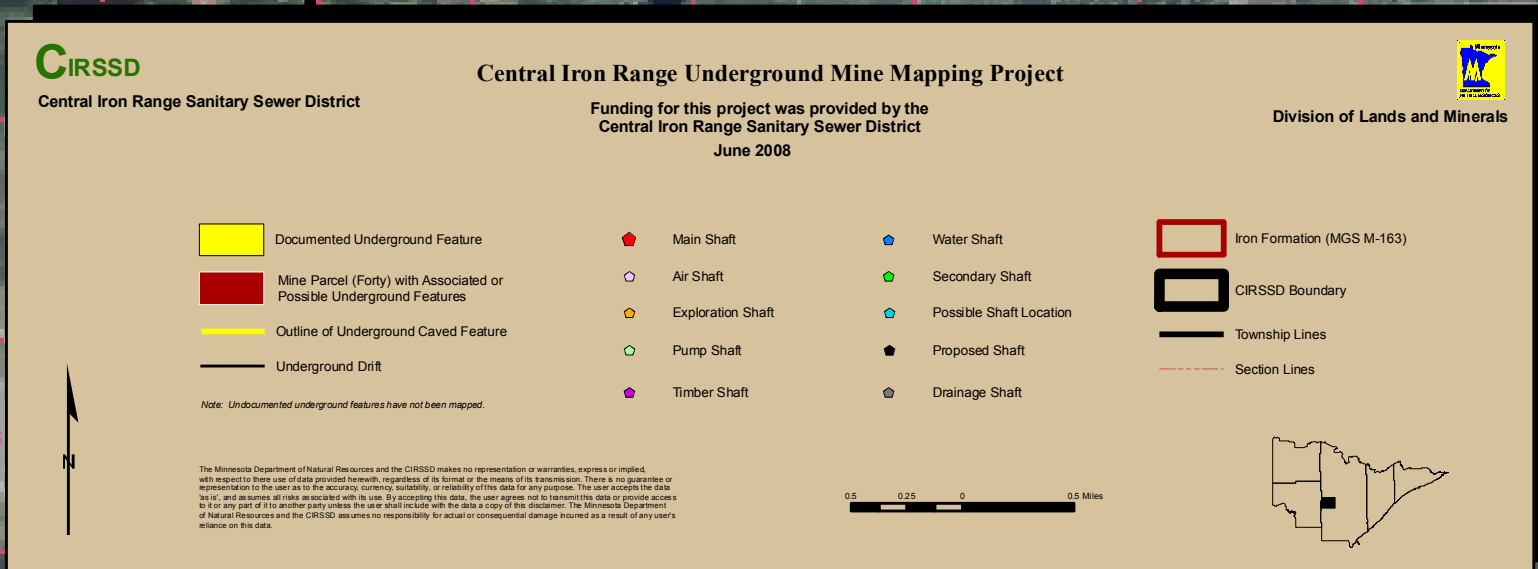 CIRSSD
Central Iron Range Sanitary Sewer District
Central Iron Range Underground Mine Mapping Project
Funding for this project was provided by the
Central Iron Range Sanitary Sewer District
June 2008
Minnesota
Division of Lands and Minerals
Documented Underground Feature
Mine Parcel (Forty) with Associated or
Possible Underground Features
Outline of Underground Caved Feature
Underground Drift
Note: Undocumented underground features have not been mapped.
Main Shaft
Air Shaft
Exploration Shaft
Pump Shaft
Timber Shaft
Water Shaft
Secondary Shaft
Possible Shaft Location
Proposed Shaft
Drainage Shaft
Iron Formation (MGS M-163)
CIRSSD Boundary
Township Lines
Section Lines
N
The Minnesota Department of Natural Resources and the CIRSSD makes no representation or warranties, express or implied,
with respect to there use of data provided herewith, regardless of its format or the means of its transmission. There is no guarantee or
representation to the user as to the accuracy, currency, suitability, or reliability of this data for any purpose. The user accepts the data
'as is', and assumes all risks associated with its use. By accepting this data, the user agrees not to transmit this data or provide access
to it or any part of it to another party unless the user shall include with the data a copy of this disclaimer. The Minnesota Department
of Natural Resources and the CIRSSD assumes no responsibility for actual or consequential damage incurred as a result of any user's
reliance on this data.
0.5 0.25 0 0.5 Miles